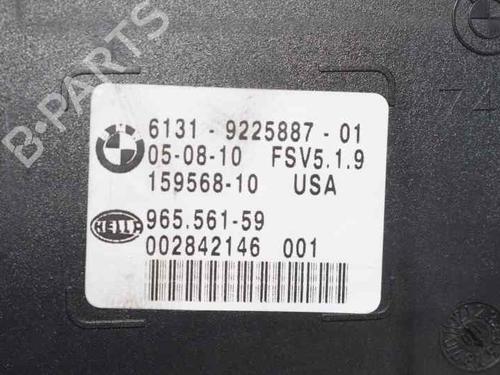 B-PARTS
6131 - 9225887 - 01
05-08-10 FSV5.1.9
159568-10 USA
HELLA
965.561-59
002842146 001